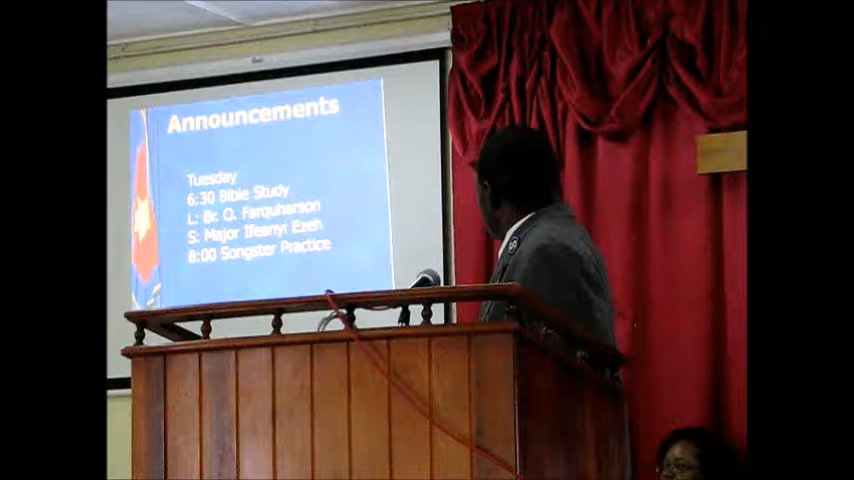 Announcements
Tuesday
6:30 Bible Study
L: Br. O. Farquharson
S: Major Ifeanyi Ezeh
8:00 Songster Practice